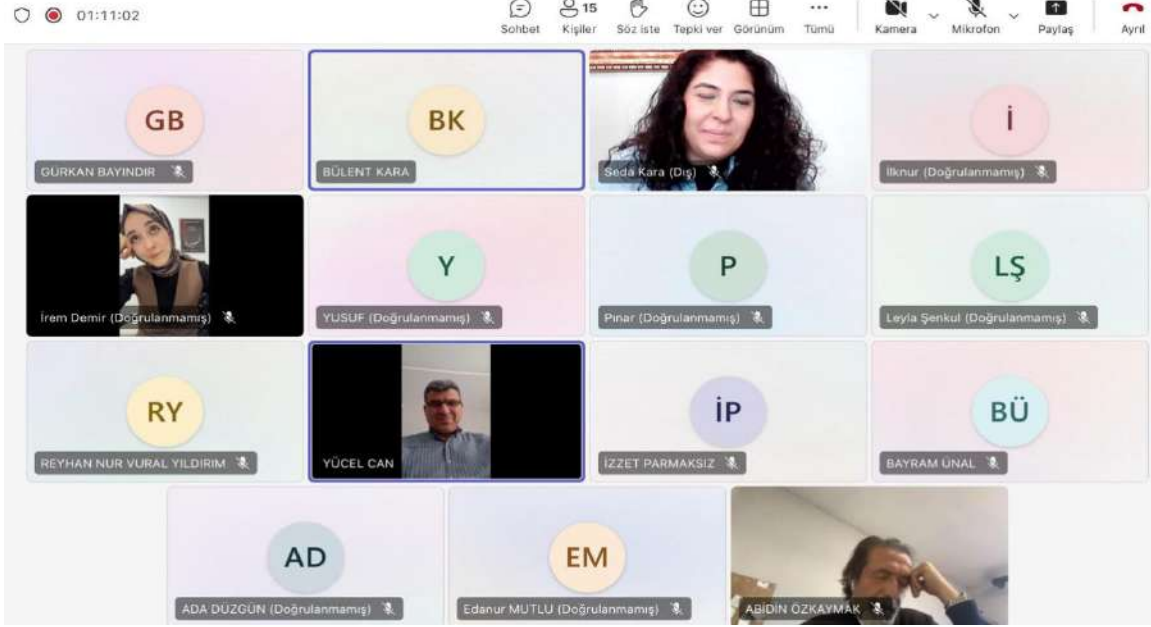 01:11:02
15
Sohbet Kişiler Söz iste Tepki ver Görünüm Tümü Kamera Mikrofon Paylaş Ayrıl
GB
GÜRKAN BAYINDIR
BK
BÜLENT KARA
Seda Kara (Dış)
İ
İlknur (Doğrulanmamış)
İrem Demir (Doğrulanmamış)
Y
YUSUF (Doğrulanmamış)
P
Pınar (Doğrulanmamış)
LŞ
Leyla Şenkul (Doğrulanmamış)
RY
REYHAN NUR VURAL YILDIRIM
YÜCEL CAN
İP
İZZET PARMAKSIZ
BÜ
BAYRAM ÜNAL
AD
ADA DÜZGÜN (Doğrulanmamış)
EM
Edanur MUTLU (Doğrulanmamış)
ABİDİN ÖZKAYMAK